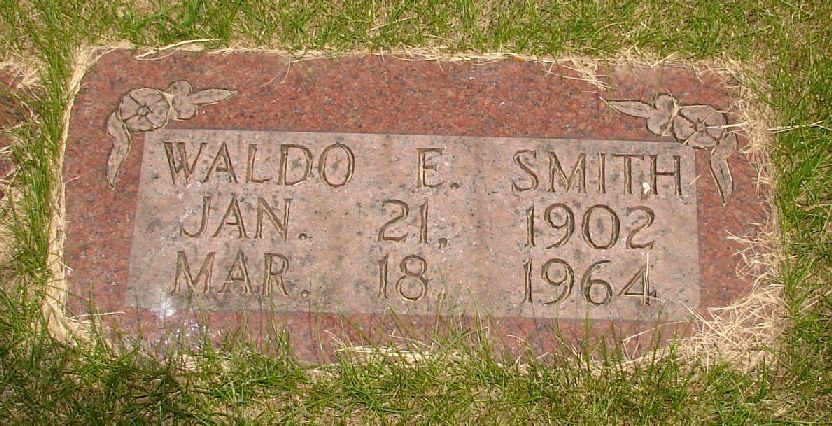 WALDO E. SMITH
JAN. 21, 1902
MAR. 18, 1964